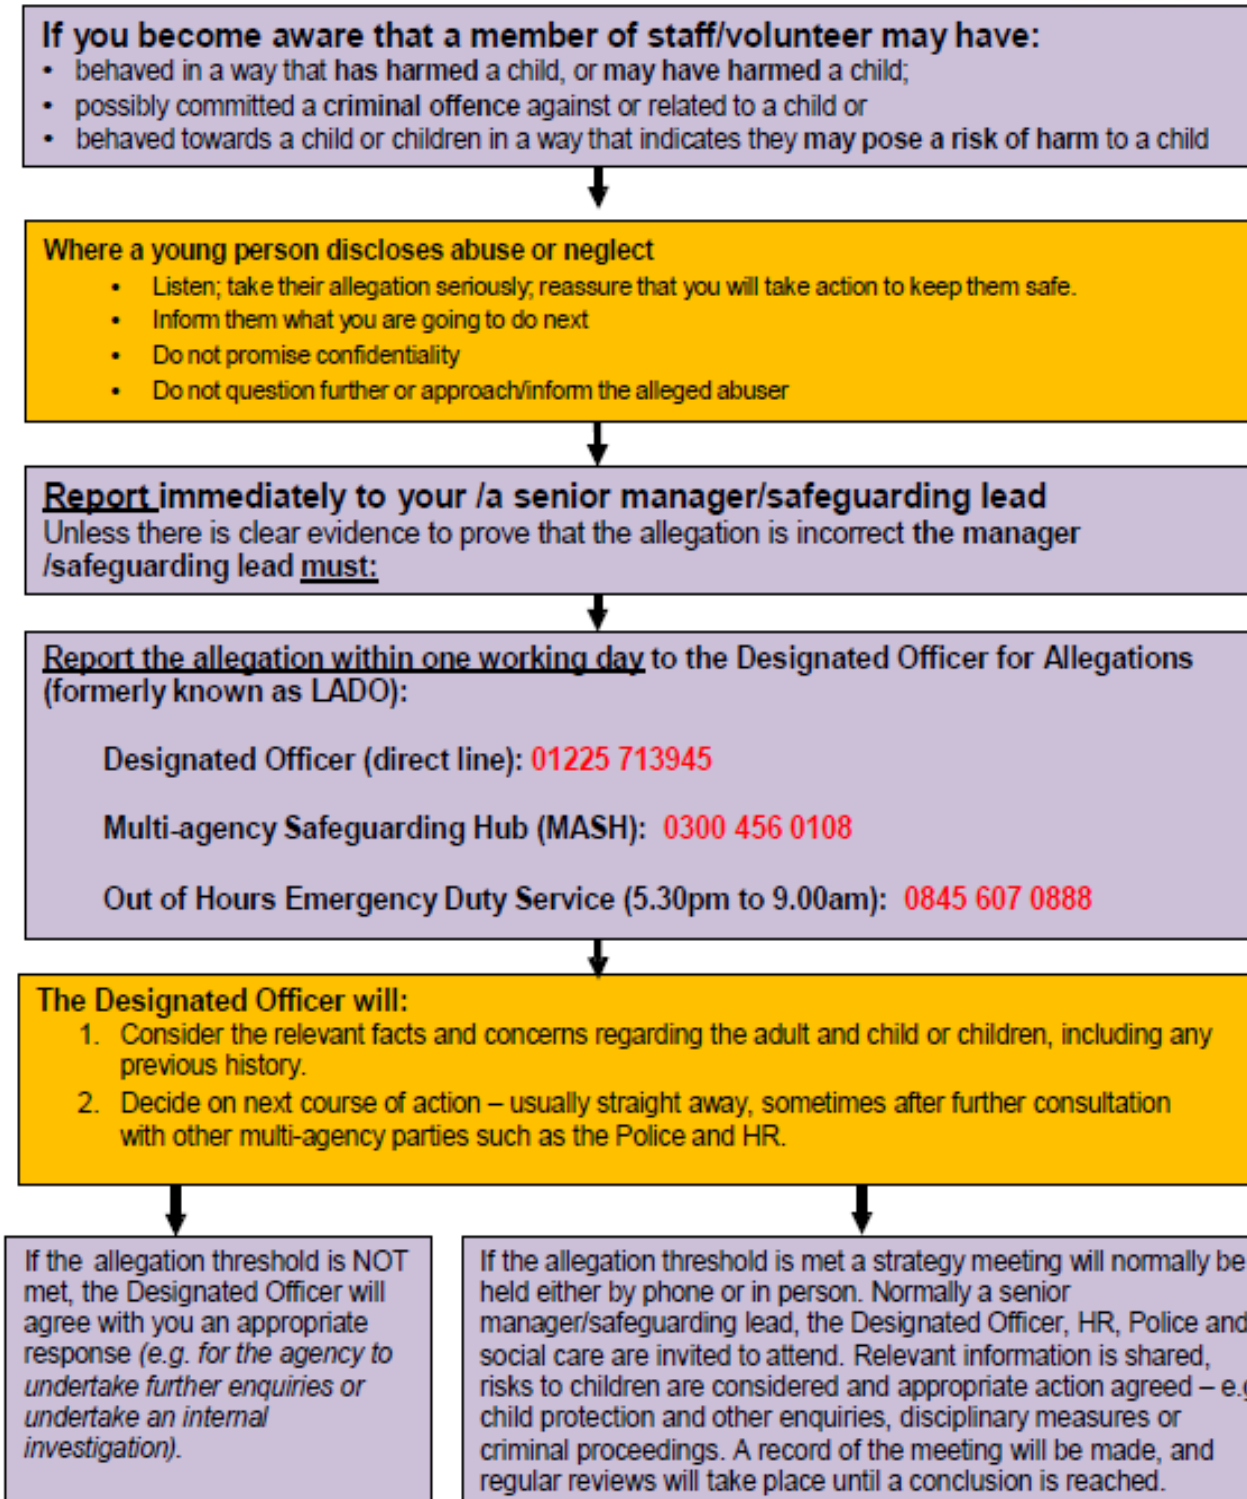 If you become aware that a member of staff/volunteer may have:
• behaved in a way that has harmed a child, or may have harmed a child;
• possibly committed a criminal offence against or related to a child or
• behaved towards a child or children in a way that indicates they may pose a risk of harm to a child
Where a young person discloses abuse or neglect
• Listen; take their allegation seriously; reassure that you will take action to keep them safe.
• Inform them what you are going to do next
• Do not promise confidentiality
• Do not question further or approach/inform the alleged abuser
Report immediately to your /a senior manager/safeguarding lead
Unless there is clear evidence to prove that the allegation is incorrect the manager
/safeguarding lead must:
Report the allegation within one working day to the Designated Officer for Allegations
(formerly known as LADO):
Designated Officer (direct line): 01225 713945
Multi-agency Safeguarding Hub (MASH): 0300 456 0108
Out of Hours Emergency Duty Service (5.30pm to 9.00am): 0845 607 0888
The Designated Officer will:
1. Consider the relevant facts and concerns regarding the adult and child or children, including any
previous history.
2. Decide on next course of action – usually straight away, sometimes after further consultation
with other multi-agency parties such as the Police and HR.
If the allegation threshold is NOT
met, the Designated Officer will
agree with you an appropriate
response (e.g. for the agency to
undertake further enquiries or
undertake an internal
investigation).
If the allegation threshold is met a strategy meeting will normally be
held either by phone or in person. Normally a senior
manager/safeguarding lead, the Designated Officer, HR, Police and
social care are invited to attend. Relevant information is shared,
risks to children are considered and appropriate action agreed – e.g
child protection and other enquiries, disciplinary measures or
criminal proceedings. A record of the meeting will be made, and
regular reviews will take place until a conclusion is reached.